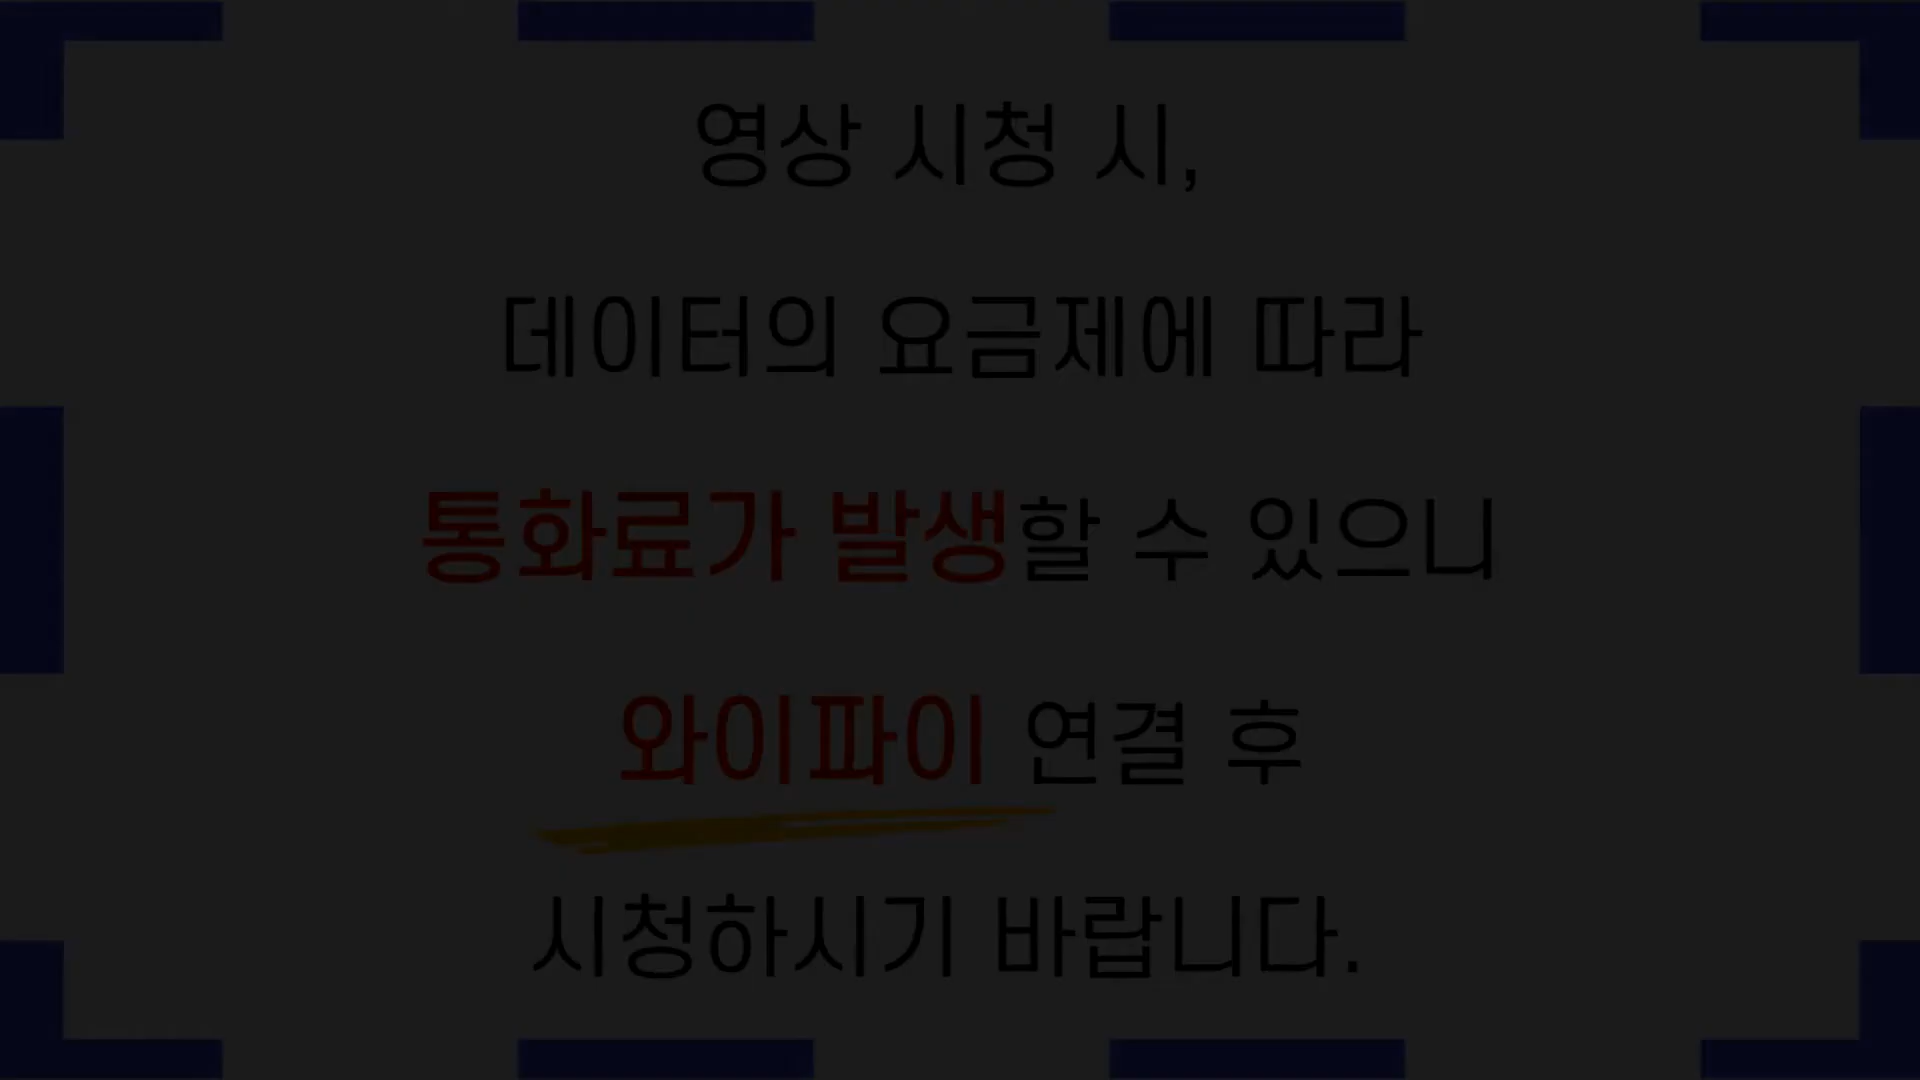 영상 시청 시,
데이터의 요금제에 따라
통화료가 발생할 수 있으니
와이파이 연결 후
시청하시기 바랍니다.